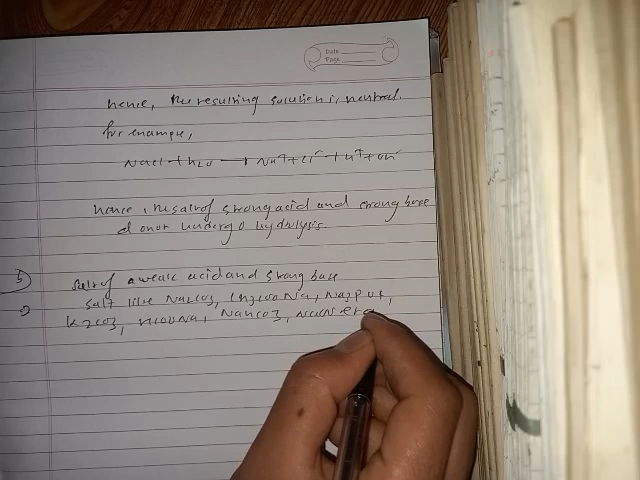 Date
Page
hence, the resulting solution is neutral.
for example,
NaCl + H2O → Na+ + Cl- + H+ + OH-
hence, the salt of strong acid and strong base
do not undergo hydrolysis.
b) salt of a weak acid and strong base
→ salt like Na2CO3, CH3COONa, Na3PO4,
K2CO3, HCOONa, NaHCO3, NaCN etc